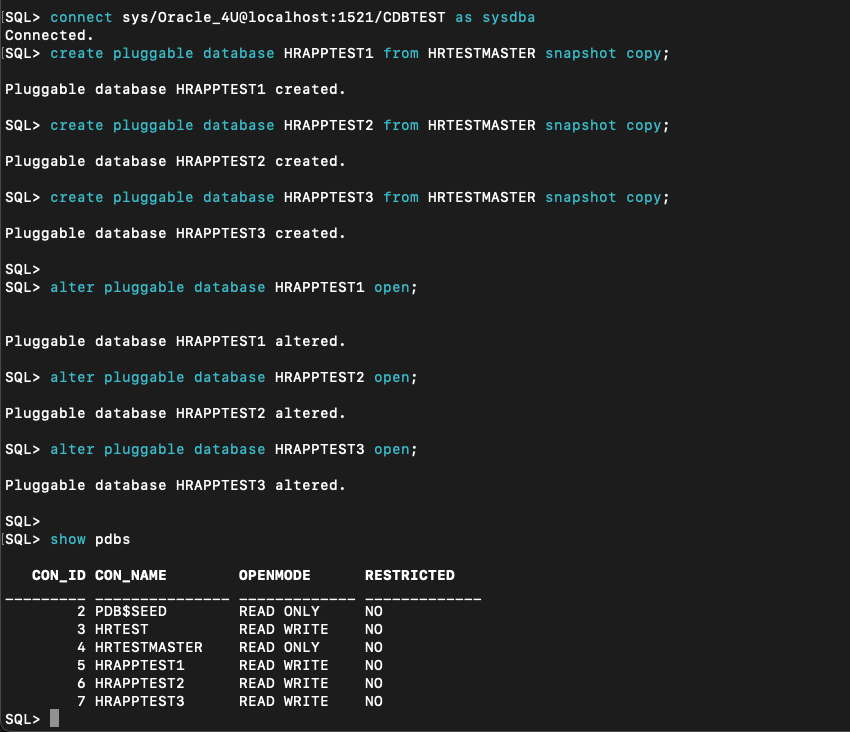 SQL> connect sys/Oracle_4U@localhost:1521/CDBTEST as sysdba
Connected.
SQL> create pluggable database HRAPPTEST1 from HRTESTMASTER snapshot copy;
Pluggable database HRAPPTEST1 created.
SQL> create pluggable database HRAPPTEST2 from HRTESTMASTER snapshot copy;
Pluggable database HRAPPTEST2 created.
SQL> create pluggable database HRAPPTEST3 from HRTESTMASTER snapshot copy;
Pluggable database HRAPPTEST3 created.
SQL>
SQL> alter pluggable database HRAPPTEST1 open;
Pluggable database HRAPPTEST1 altered.
SQL> alter pluggable database HRAPPTEST2 open;
Pluggable database HRAPPTEST2 altered.
SQL> alter pluggable database HRAPPTEST3 open;
Pluggable database HRAPPTEST3 altered.
SQL>
SQL> show pdbs
CON_ID CON_NAME OPENMODE RESTRICTED
_________ _______________ _____________ _____________
2 PDB$SEED READ ONLY NO
3 HRTEST READ WRITE NO
4 HRTESTMASTER READ ONLY NO
5 HRAPPTEST1 READ WRITE NO
6 HRAPPTEST2 READ WRITE NO
7 HRAPPTEST3 READ WRITE NO
SQL>